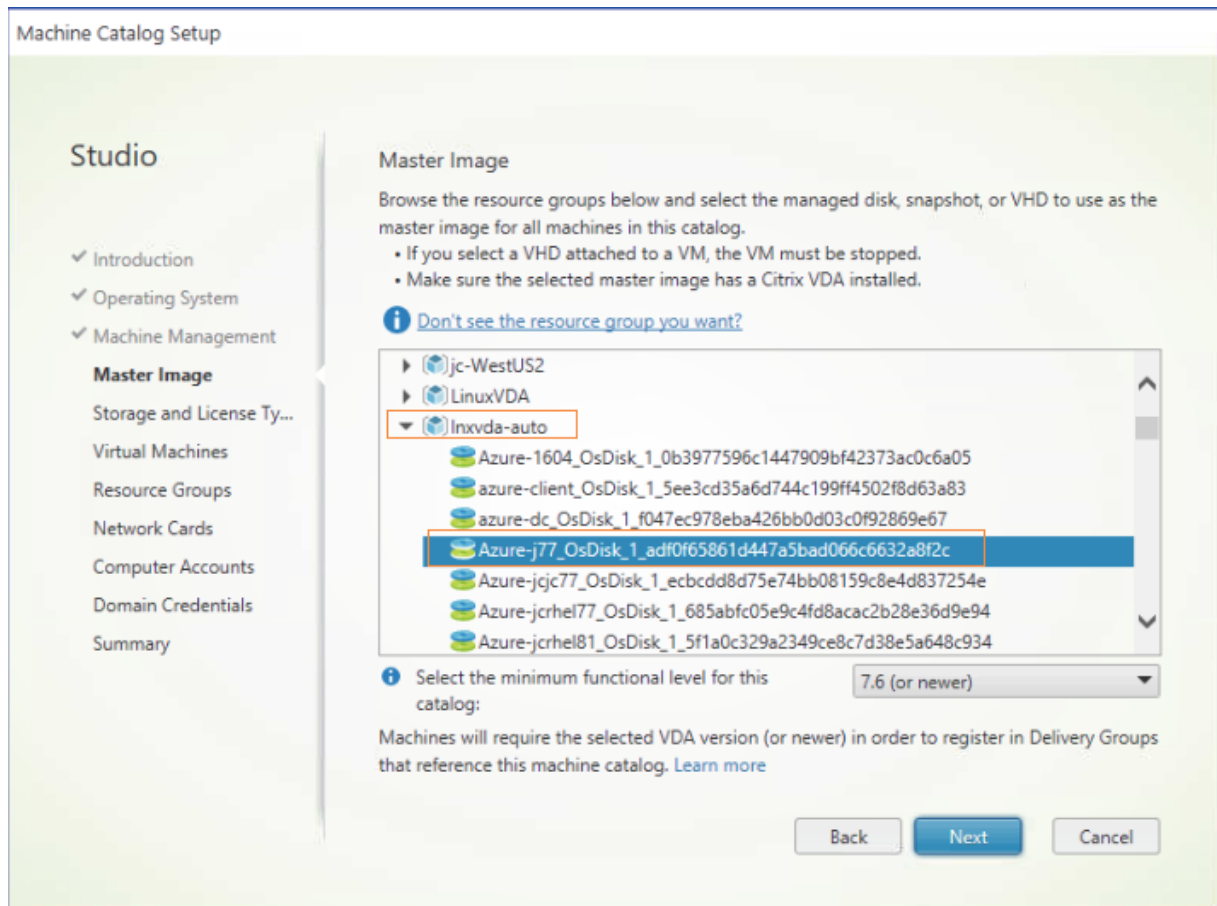 Machine Catalog Setup
Studio
Introduction
Operating System
Machine Management
Master Image
Storage and License Ty...
Virtual Machines
Resource Groups
Network Cards
Computer Accounts
Domain Credentials
Summary
Master Image
Browse the resource groups below and select the managed disk, snapshot, or VHD to use as the
master image for all machines in this catalog.
• If you select a VHD attached to a VM, the VM must be stopped.
• Make sure the selected master image has a Citrix VDA installed.
Don't see the resource group you want?
jc-WestUS2
LinuxVDA
lnxvda-auto
Azure-1604_OsDisk_1_0b3977596c1447909bf42373ac0c6a05
azure-client_OsDisk_1_5ee3cd35a6d744c199ff4502f8d63a83
azure-dc_OsDisk_1_f047ec978eba426bb0d03c0f92869e67
Azure-j77_OsDisk_1_adf0f65861d447a5bad066c6632a8f2c
Azure-jcjc77_OsDisk_1_ecbcdd8d75e74bb08159c8e4d837254e
Azure-jcrhel77_OsDisk_1_685abfc05e9c4fd8acac2b28e36d9e94
Azure-jcrhel81_OsDisk_1_5f1a0c329a2349ce8c7d38e5a648c934
Select the minimum functional level for this
catalog:
7.6 (or newer)
Machines will require the selected VDA version (or newer) in order to register in Delivery Groups
that reference this machine catalog. Learn more
Back
Next
Cancel